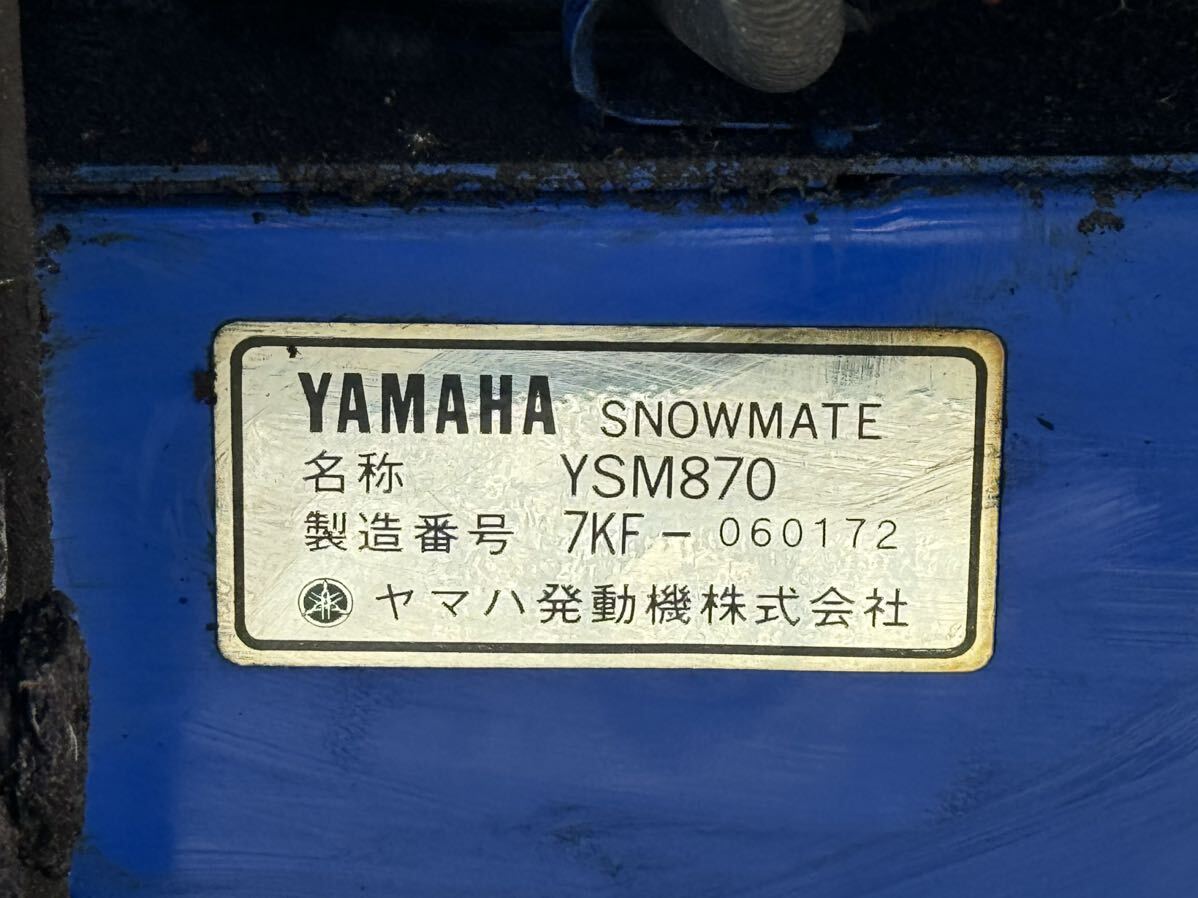 YAMAHA SNOWMATE
名称 YSM870
製造番号 7KF- 060172
ヤマハ発動機株式会社